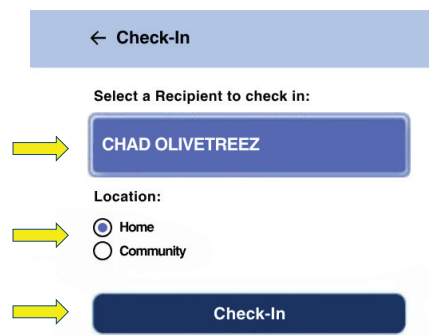 ← Check-In
Select a Recipient to check in:
CHAD OLIVETREEZ
Location:
Home
Community
Check-In